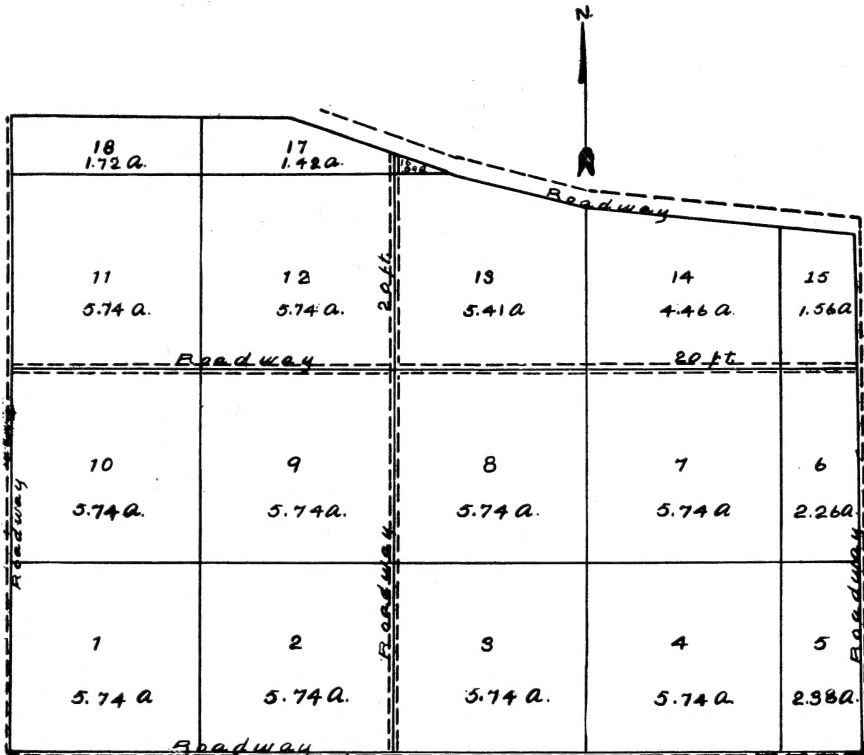 N.
18
1.72 a.
17
1.42 a.
Roadway
11
5.74 a.
12
5.74 a.
20 ft.
13
5.41 a
14
4.46 a.
15
1.56 a
Roadway
20 ft.
10
5.74 a.
9
5.74 a.
8
5.74 a.
7
5.74 a
6
2.26 a.
Roadway
Roadway
Roadway
1
5.74 a
2
5.74 a.
3
5.74 a.
4
5.74 a.
5
2.38 a.
Roadway